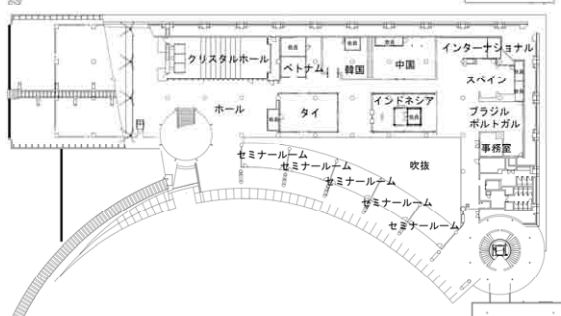 インターナショナル
クリスタルホール
ベトナム
韓国
中国
スペイン
ホール
タイ
インドネシア
ブラジル
ポルトガル
事務室
セミナールーム
セミナールーム
セミナールーム
セミナールーム
セミナールーム
吹抜